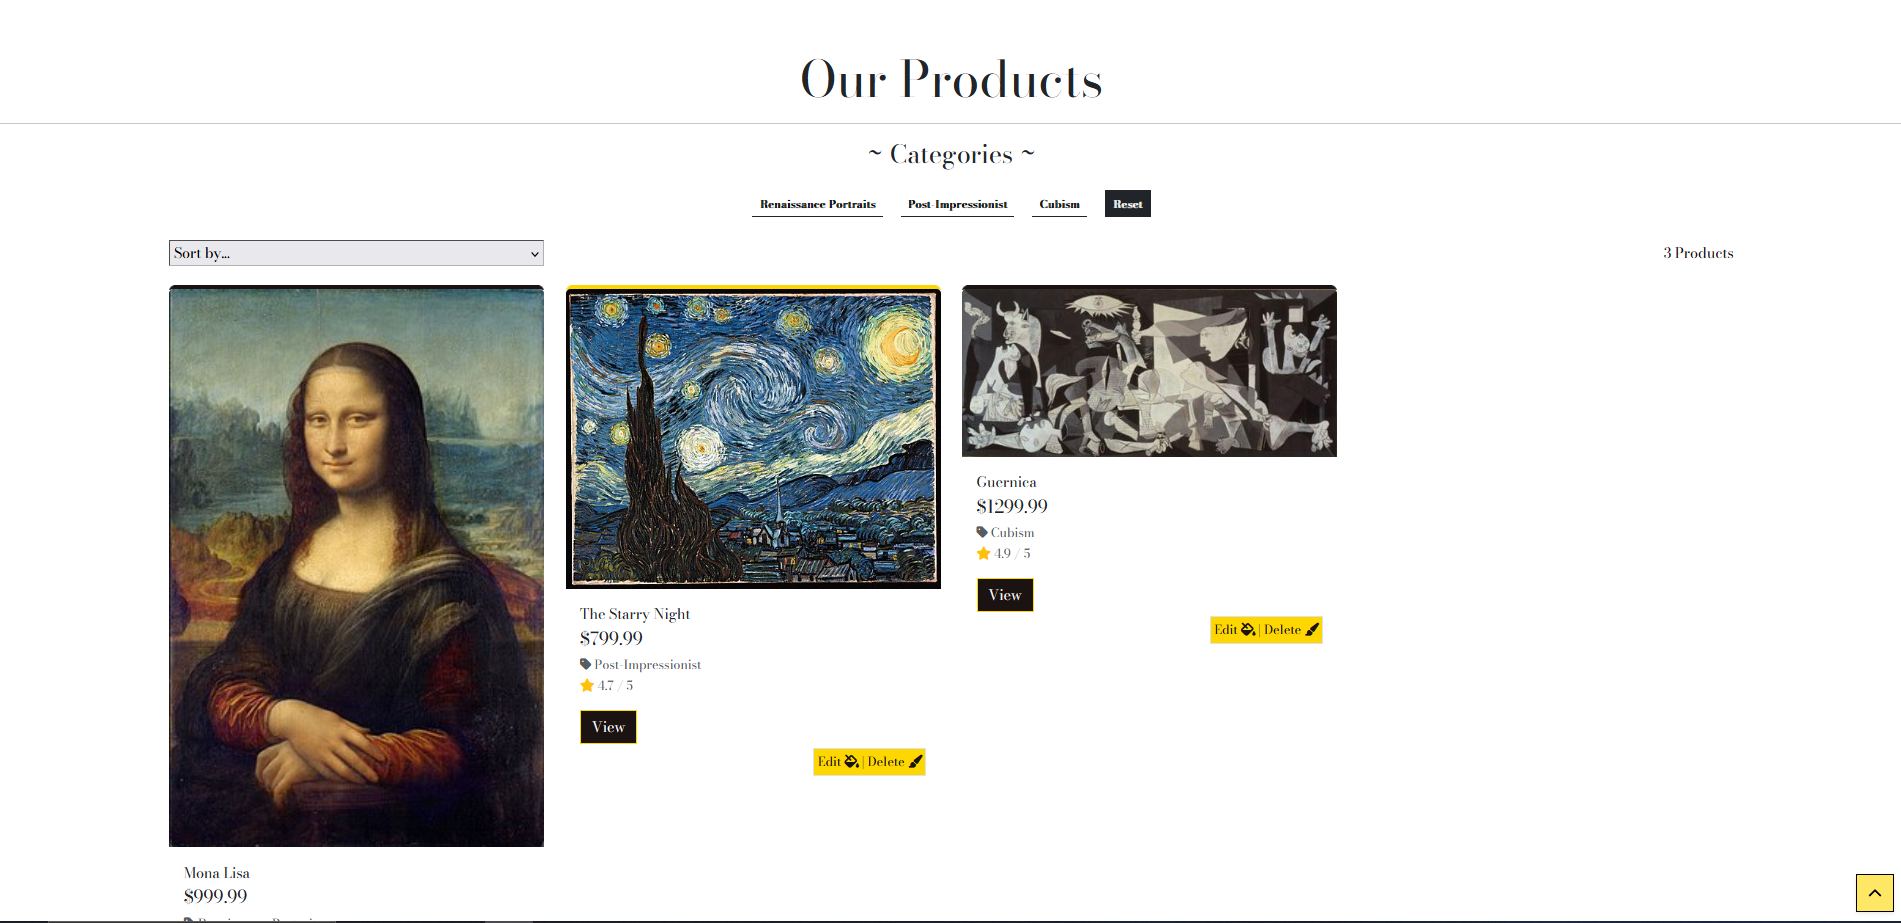 Our Products
~ Categories ~
Renaissance Portraits Post-Impressionist Cubism Reset
Sort by...
3 Products
Mona Lisa
$999.99
The Starry Night
$799.99
Post-Impressionist
4.7 / 5
View
Edit | Delete
Guernica
$1299.99
Cubism
4.9 / 5
View
Edit | Delete